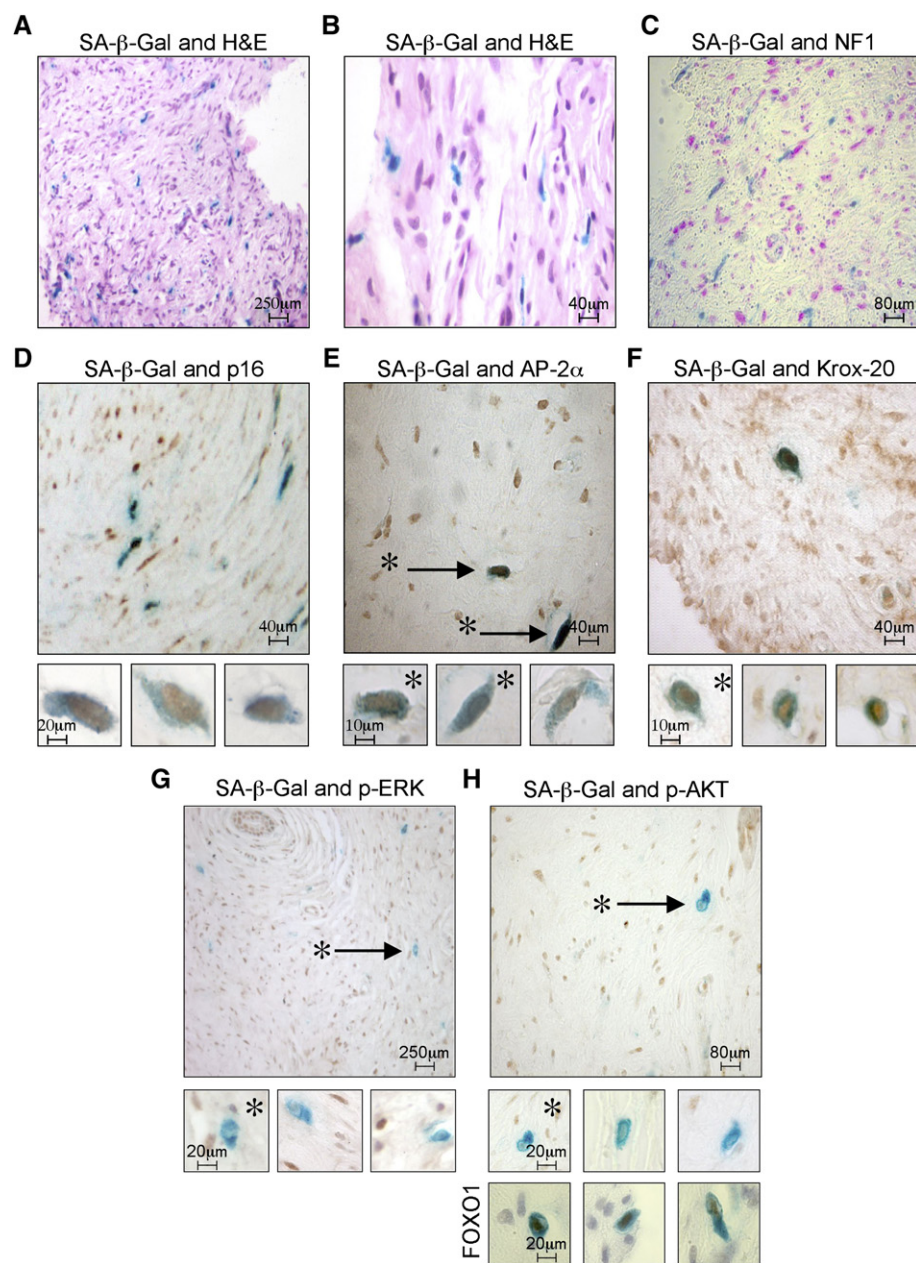 A
SA-β-Gal and H&E
250μm
B
SA-β-Gal and H&E
40μm
C
SA-β-Gal and NF1
80μm
D
SA-β-Gal and p16
40μm
20μm
E
SA-β-Gal and AP-2α
*
*
40μm
*
*
10μm
F
SA-β-Gal and Krox-20
40μm
*
10μm
G
SA-β-Gal and p-ERK
*
250μm
*
20μm
H
SA-β-Gal and p-AKT
*
80μm
*
20μm
FOXO1
20μm